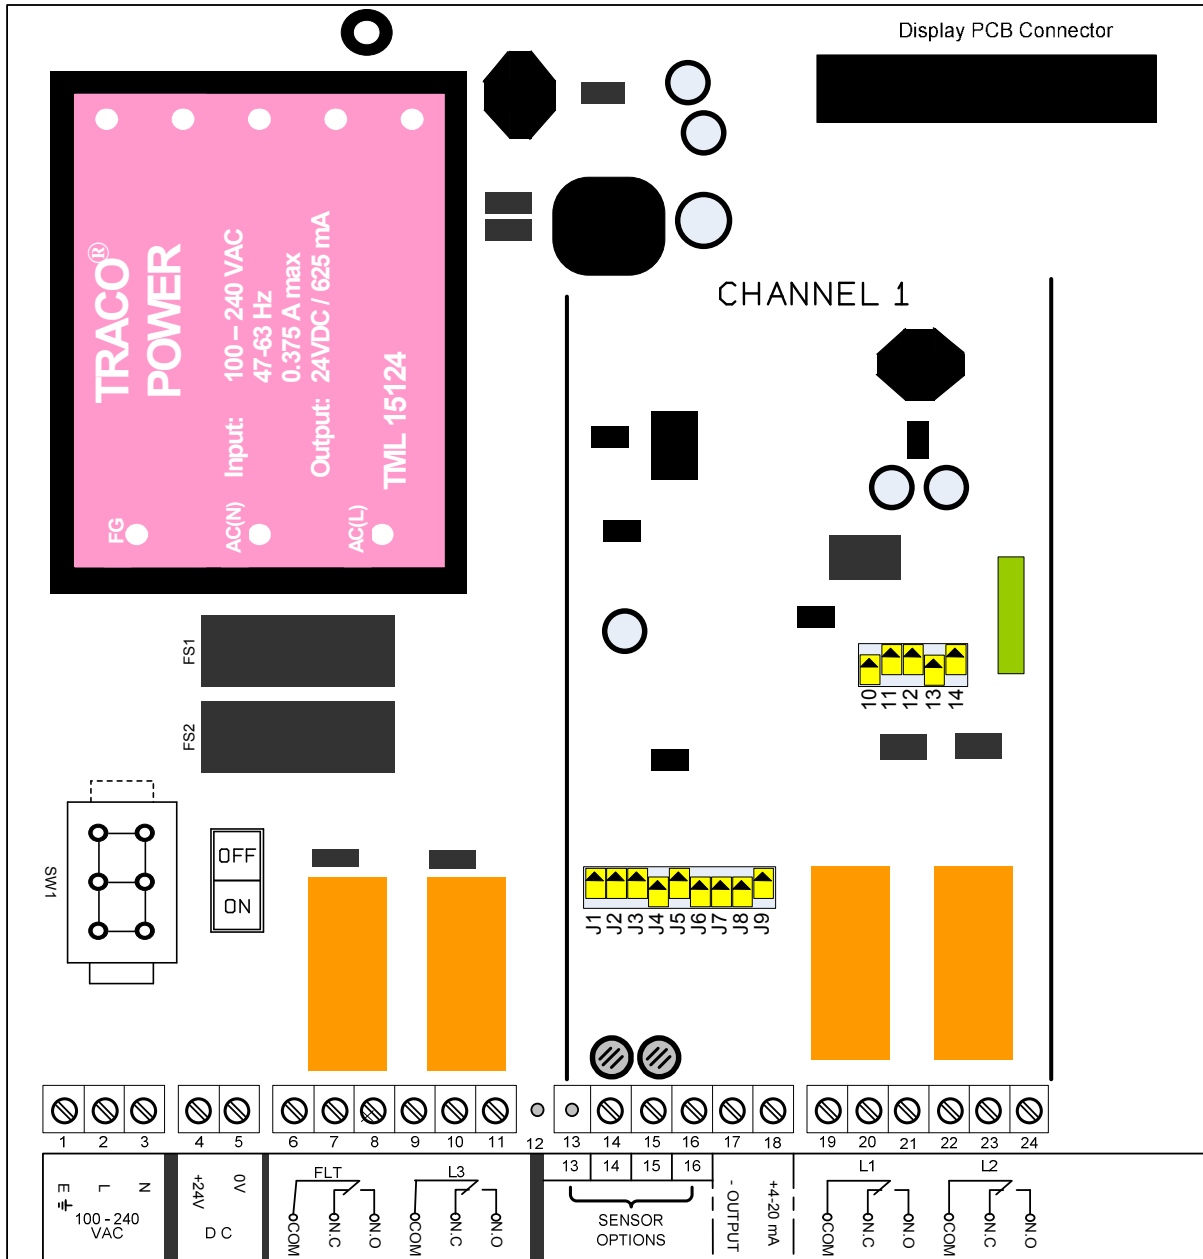 Display PCB Connector
TRACO®
POWER
Input: 100 – 240 VAC
47-63 Hz
0.375 A max
Output: 24VDC / 625 mA
TML 15124
FG
AC(N)
AC(L)
CHANNEL 1
FS1
FS2
10
11
12
13
14
SW1
OFF
ON
J1
J2
J3
J4
J5
J6
J7
J8
J9
1 2 3 4 5 6 7 8 9 10 11 12 13 14 15 16 17 18 19 20 21 22 23 24
13 14 15 16
E L N
100 - 240
VAC
+24V 0V
D C
FLT
COM N.C N.O
L3
COM N.C N.O
SENSOR
OPTIONS
- OUTPUT
+4-20 mA
L1
COM N.C N.O
L2
COM N.C N.O